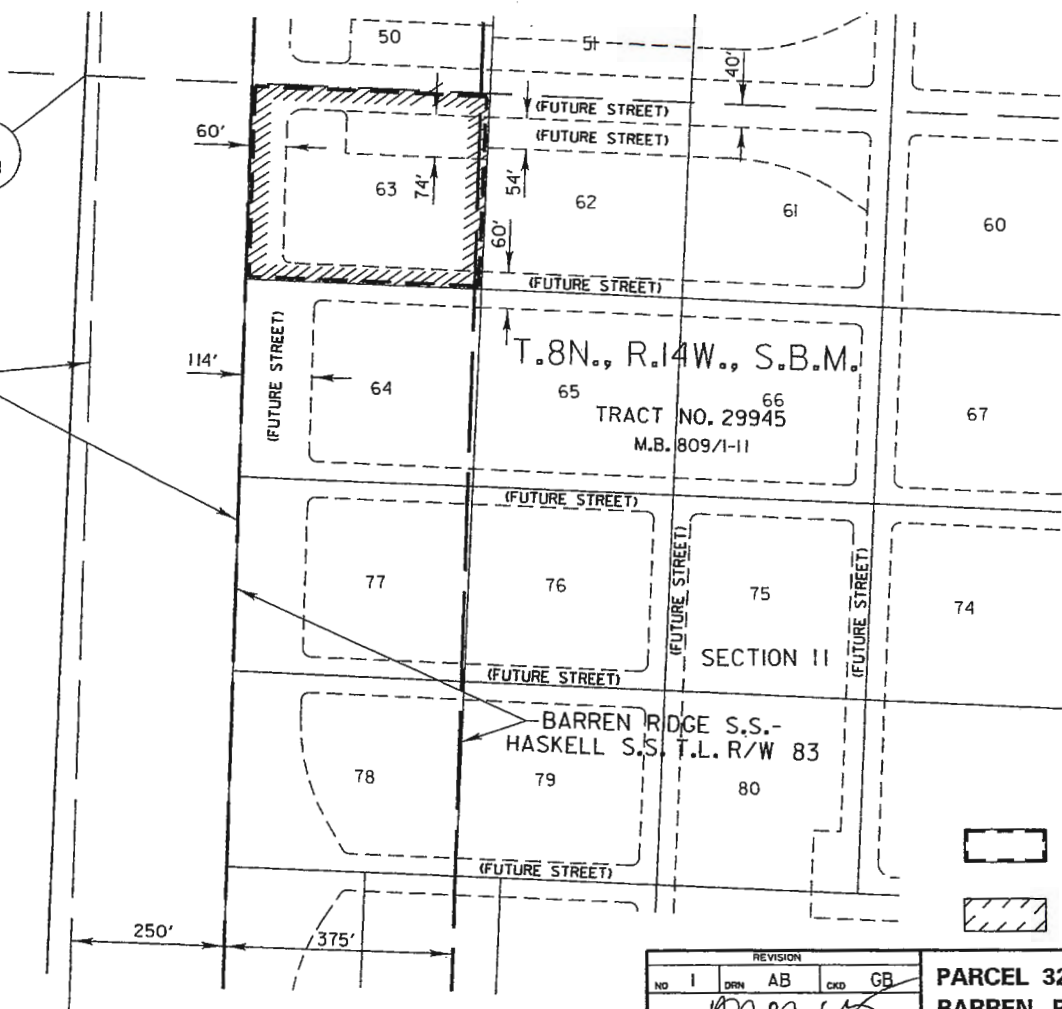 50
51
40'
(FUTURE STREET)
(FUTURE STREET)
60'
63
74'
54'
62
61
60
60'
(FUTURE STREET)
(FUTURE STREET)
T.8N., R.14W., S.B.M.
114'
64
65
66
TRACT NO. 29945
67
M.B. 809/1-11
(FUTURE STREET)
77
76
(FUTURE STREET)
75
(FUTURE STREET)
74
SECTION 11
(FUTURE STREET)
BARREN RIDGE S.S.-
HASKELL S.S. T.L. R/W 83
78
79
80
(FUTURE STREET)
250'
375'
REVISION
NO 1 DRN AB CKD GB
PARCEL 32
BARREN